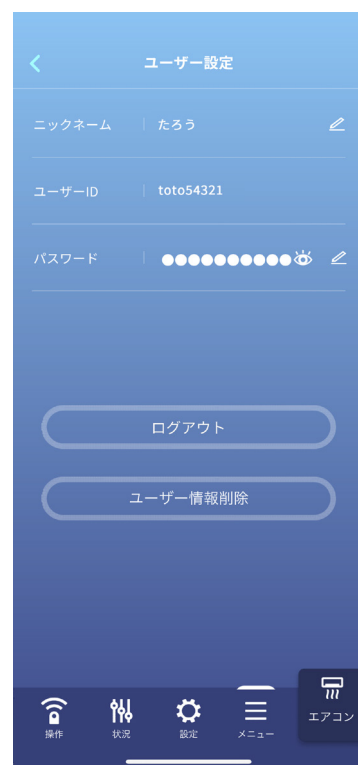 ユーザー設定
ニックネーム たろう
ユーザーID toto54321
パスワード ●●●●●●●●●●
ログアウト
ユーザー情報削除
操作 状況 設定 メニュー エアコン